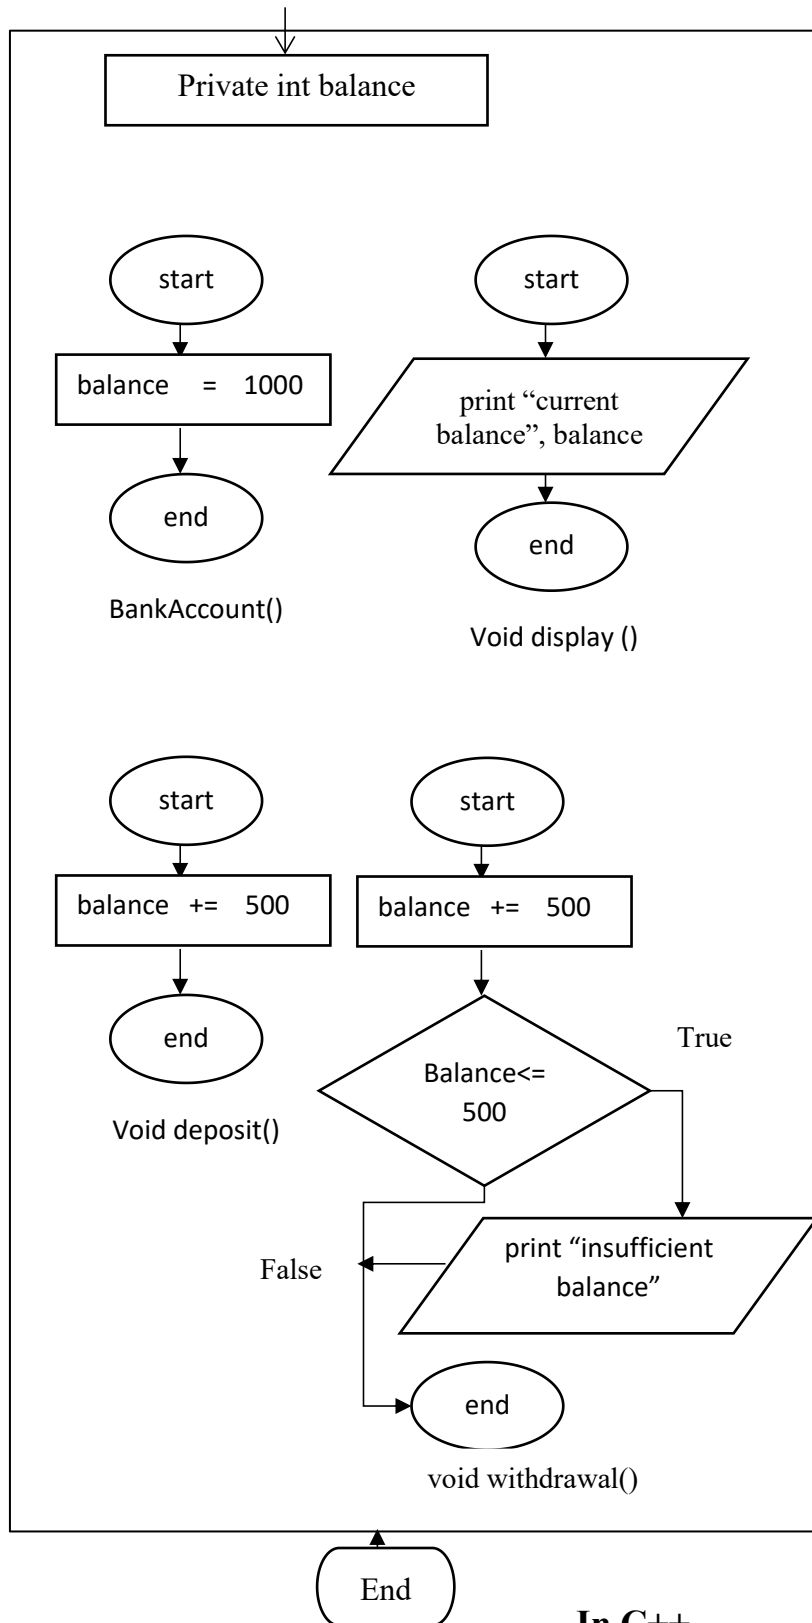 Private int balance
start
balance = 1000
end
BankAccount()
start
print “current
balance”, balance
end
Void display ()
start
balance += 500
end
Void deposit()
start
balance += 500
Balance<=
500
True
print “insufficient
balance”
False
end
void withdrawal()
End
In C++